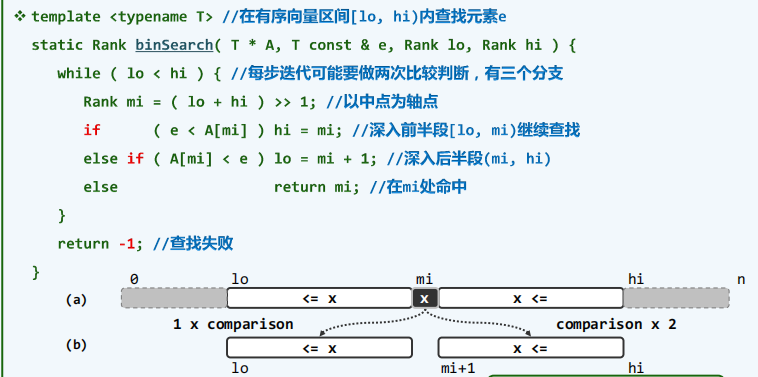 ❖ template <typename T> //在有序向量区间[lo, hi)内查找元素e
static Rank binSearch( T * A, T const & e, Rank lo, Rank hi ) {
while ( lo < hi ) { //每步迭代可能要做两次比较判断，有三个分支
Rank mi = ( lo + hi ) >> 1; //以中点为轴点
if ( e < A[mi] ) hi = mi; //深入前半段[lo, mi)继续查找
else if ( A[mi] < e ) lo = mi + 1; //深入后半段(mi, hi)
else return mi; //在mi处命中
}
return -1; //查找失败
}
0 lo mi hi n
(a) <= x x x <=
1 x comparison comparison x 2
(b) <= x x <=
lo mi+1 hi